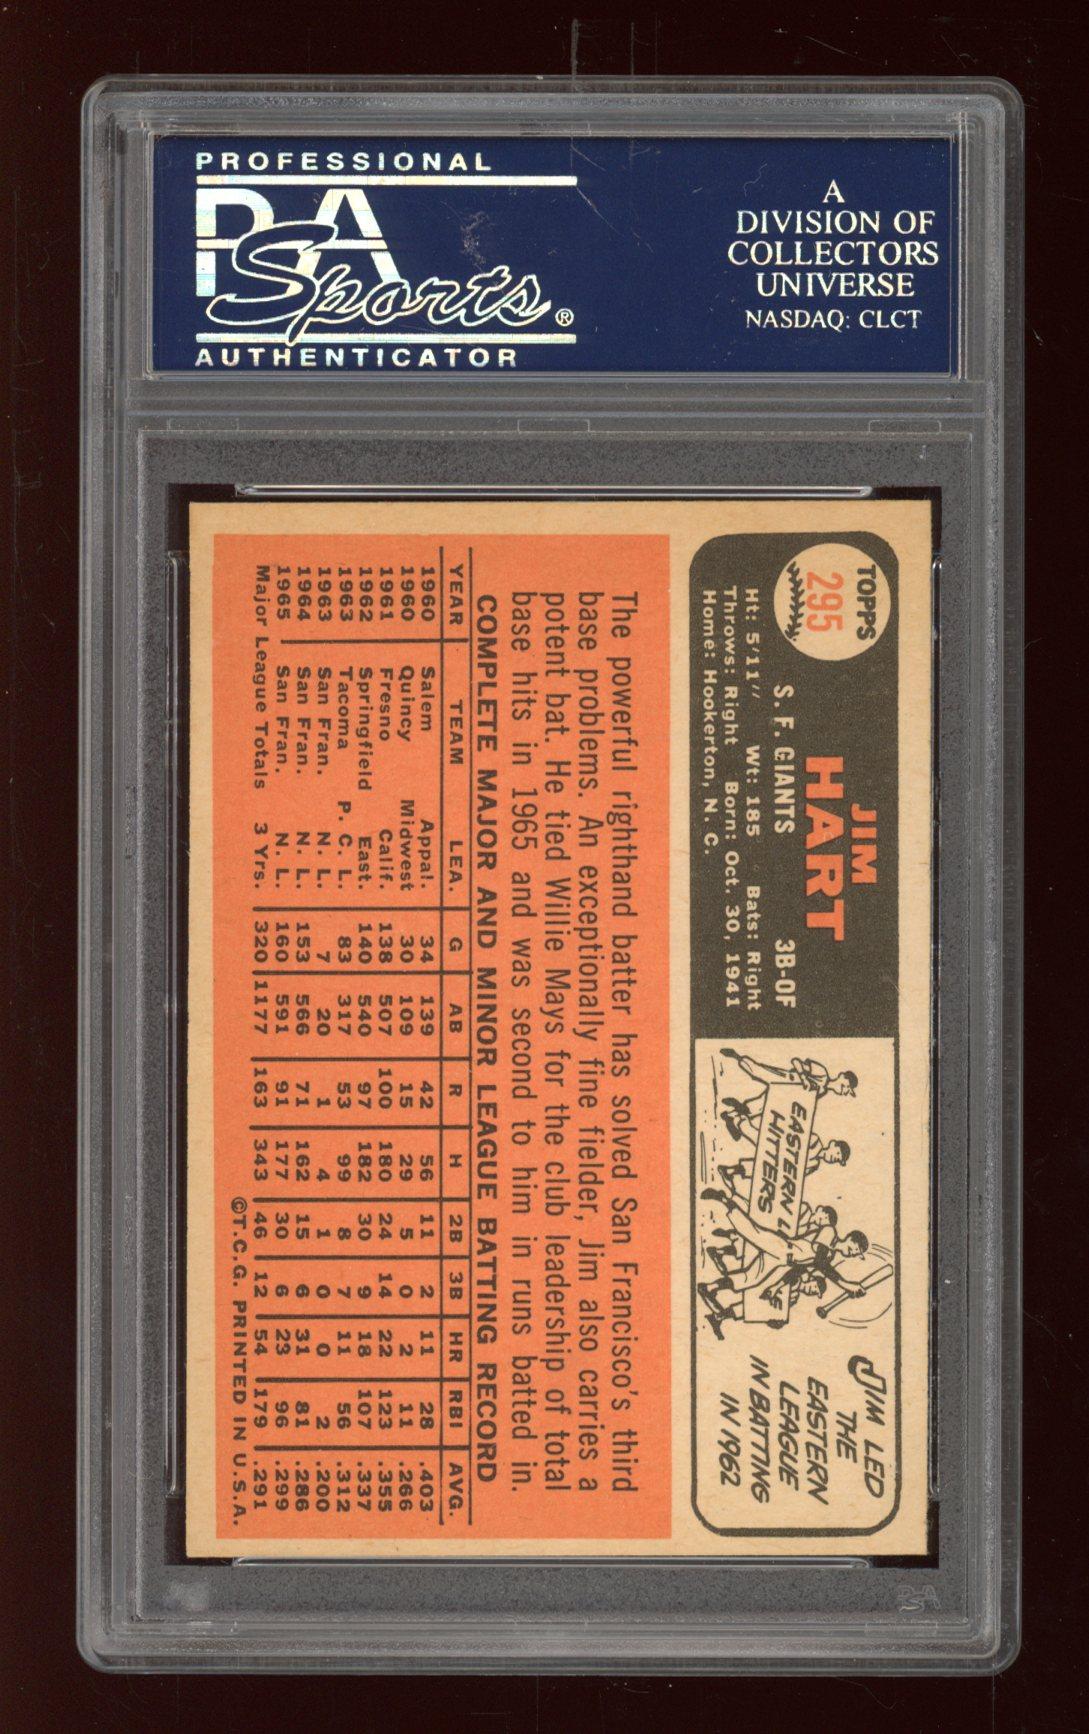 PROFESSIONAL
PSA
Sports®
AUTHENTICATOR
A
DIVISION OF
COLLECTORS
UNIVERSE
NASDAQ: CLCT
TOPPS
295
JIM
HART
S. F. GIANTS 3B-OF
Ht: 5'11" Wt: 185 Bats: Right
Throws: Right Born: Oct. 30, 1941
Home: Hookerton, N. C.
EASTERN L
HITTERS
JIM LED
THE
EASTERN
LEAGUE
IN BATTING
IN 1962
The powerful righthand batter has solved San Francisco's third
base problems. An exceptionally fine fielder, Jim also carries a
potent bat. He tied Willie Mays for the club leadership of total
base hits in 1965 and was second to him in runs batted in.
COMPLETE MAJOR AND MINOR LEAGUE BATTING RECORD
YEAR TEAM LEA. G AB R H 2B 3B HR RBI AVG.
1960 Salem Appal. 34 139 42 56 11 2 11 28 .403
1960 Quincy Midwest 30 109 15 29 5 0 2 11 .266
1961 Fresno Calif. 138 507 100 180 24 14 22 123 .355
1962 Springfield East. 140 540 97 182 30 9 18 107 .337
1963 Tacoma P. C. L. 83 317 53 99 8 7 11 56 .312
1963 San Fran. N. L. 7 20 1 4 1 0 0 2 .200
1964 San Fran. N. L. 153 566 71 162 15 6 31 81 .286
1965 San Fran. N. L. 160 591 91 177 30 6 23 96 .299
Major League Totals 3 Yrs. 320 1177 163 343 46 12 54 179 .291
©T.C.G. PRINTED IN U.S.A.
PSA